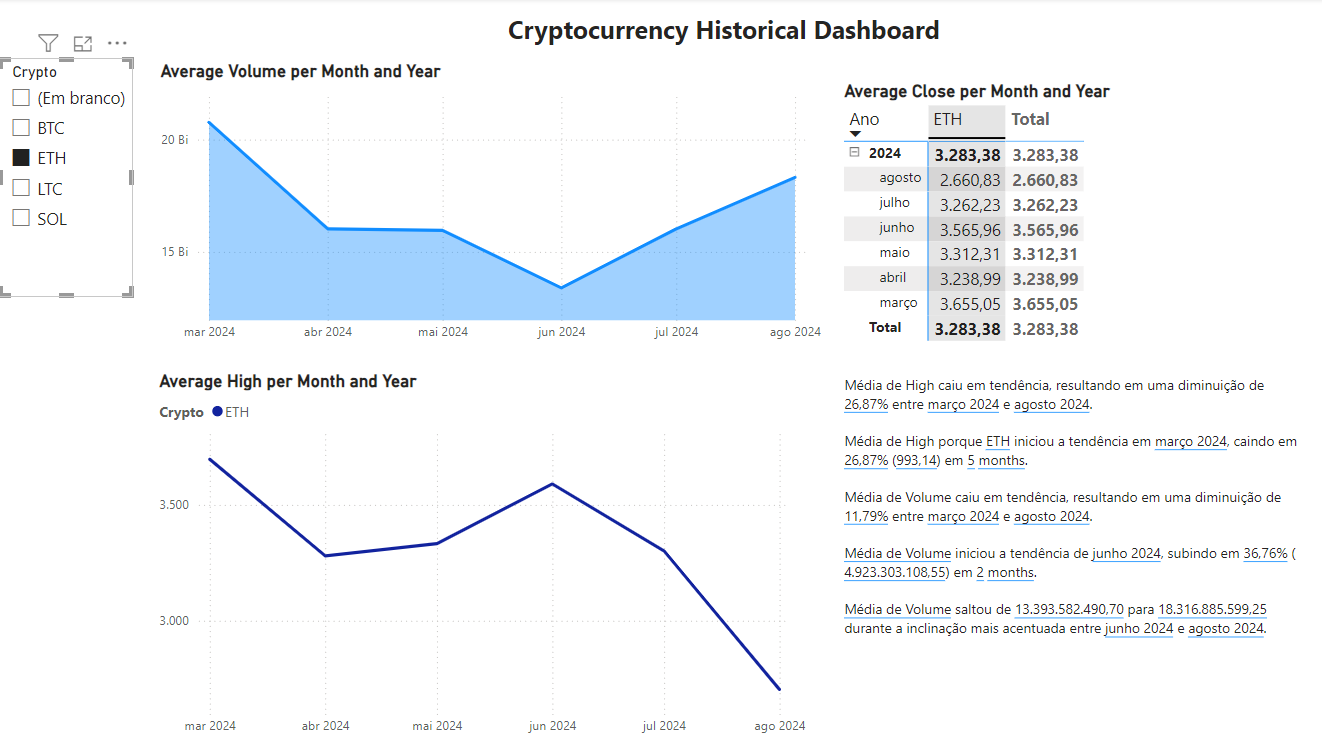 Cryptocurrency Historical Dashboard
Crypto
(Em branco)
BTC
ETH
LTC
SOL
Average Volume per Month and Year
20 Bi
15 Bi
mar 2024 abr 2024 mai 2024 jun 2024 jul 2024 ago 2024
Average Close per Month and Year
Ano ETH Total
2024 3.283,38 3.283,38
agosto 2.660,83 2.660,83
julho 3.262,23 3.262,23
junho 3.565,96 3.565,96
maio 3.312,31 3.312,31
abril 3.238,99 3.238,99
março 3.655,05 3.655,05
Total 3.283,38 3.283,38
Average High per Month and Year
Crypto ETH
3.500
3.000
mar 2024 abr 2024 mai 2024 jun 2024 jul 2024 ago 2024
Média de High caiu em tendência, resultando em uma diminuição de
26,87% entre março 2024 e agosto 2024.
Média de High porque ETH iniciou a tendência em março 2024, caindo em
26,87% (993,14) em 5 months.
Média de Volume caiu em tendência, resultando em uma diminuição de
11,79% entre março 2024 e agosto 2024.
Média de Volume iniciou a tendência de junho 2024, subindo em 36,76% (
4.923.303.108,55) em 2 months.
Média de Volume saltou de 13.393.582.490,70 para 18.316.885.599,25
durante a inclinação mais acentuada entre junho 2024 e agosto 2024.